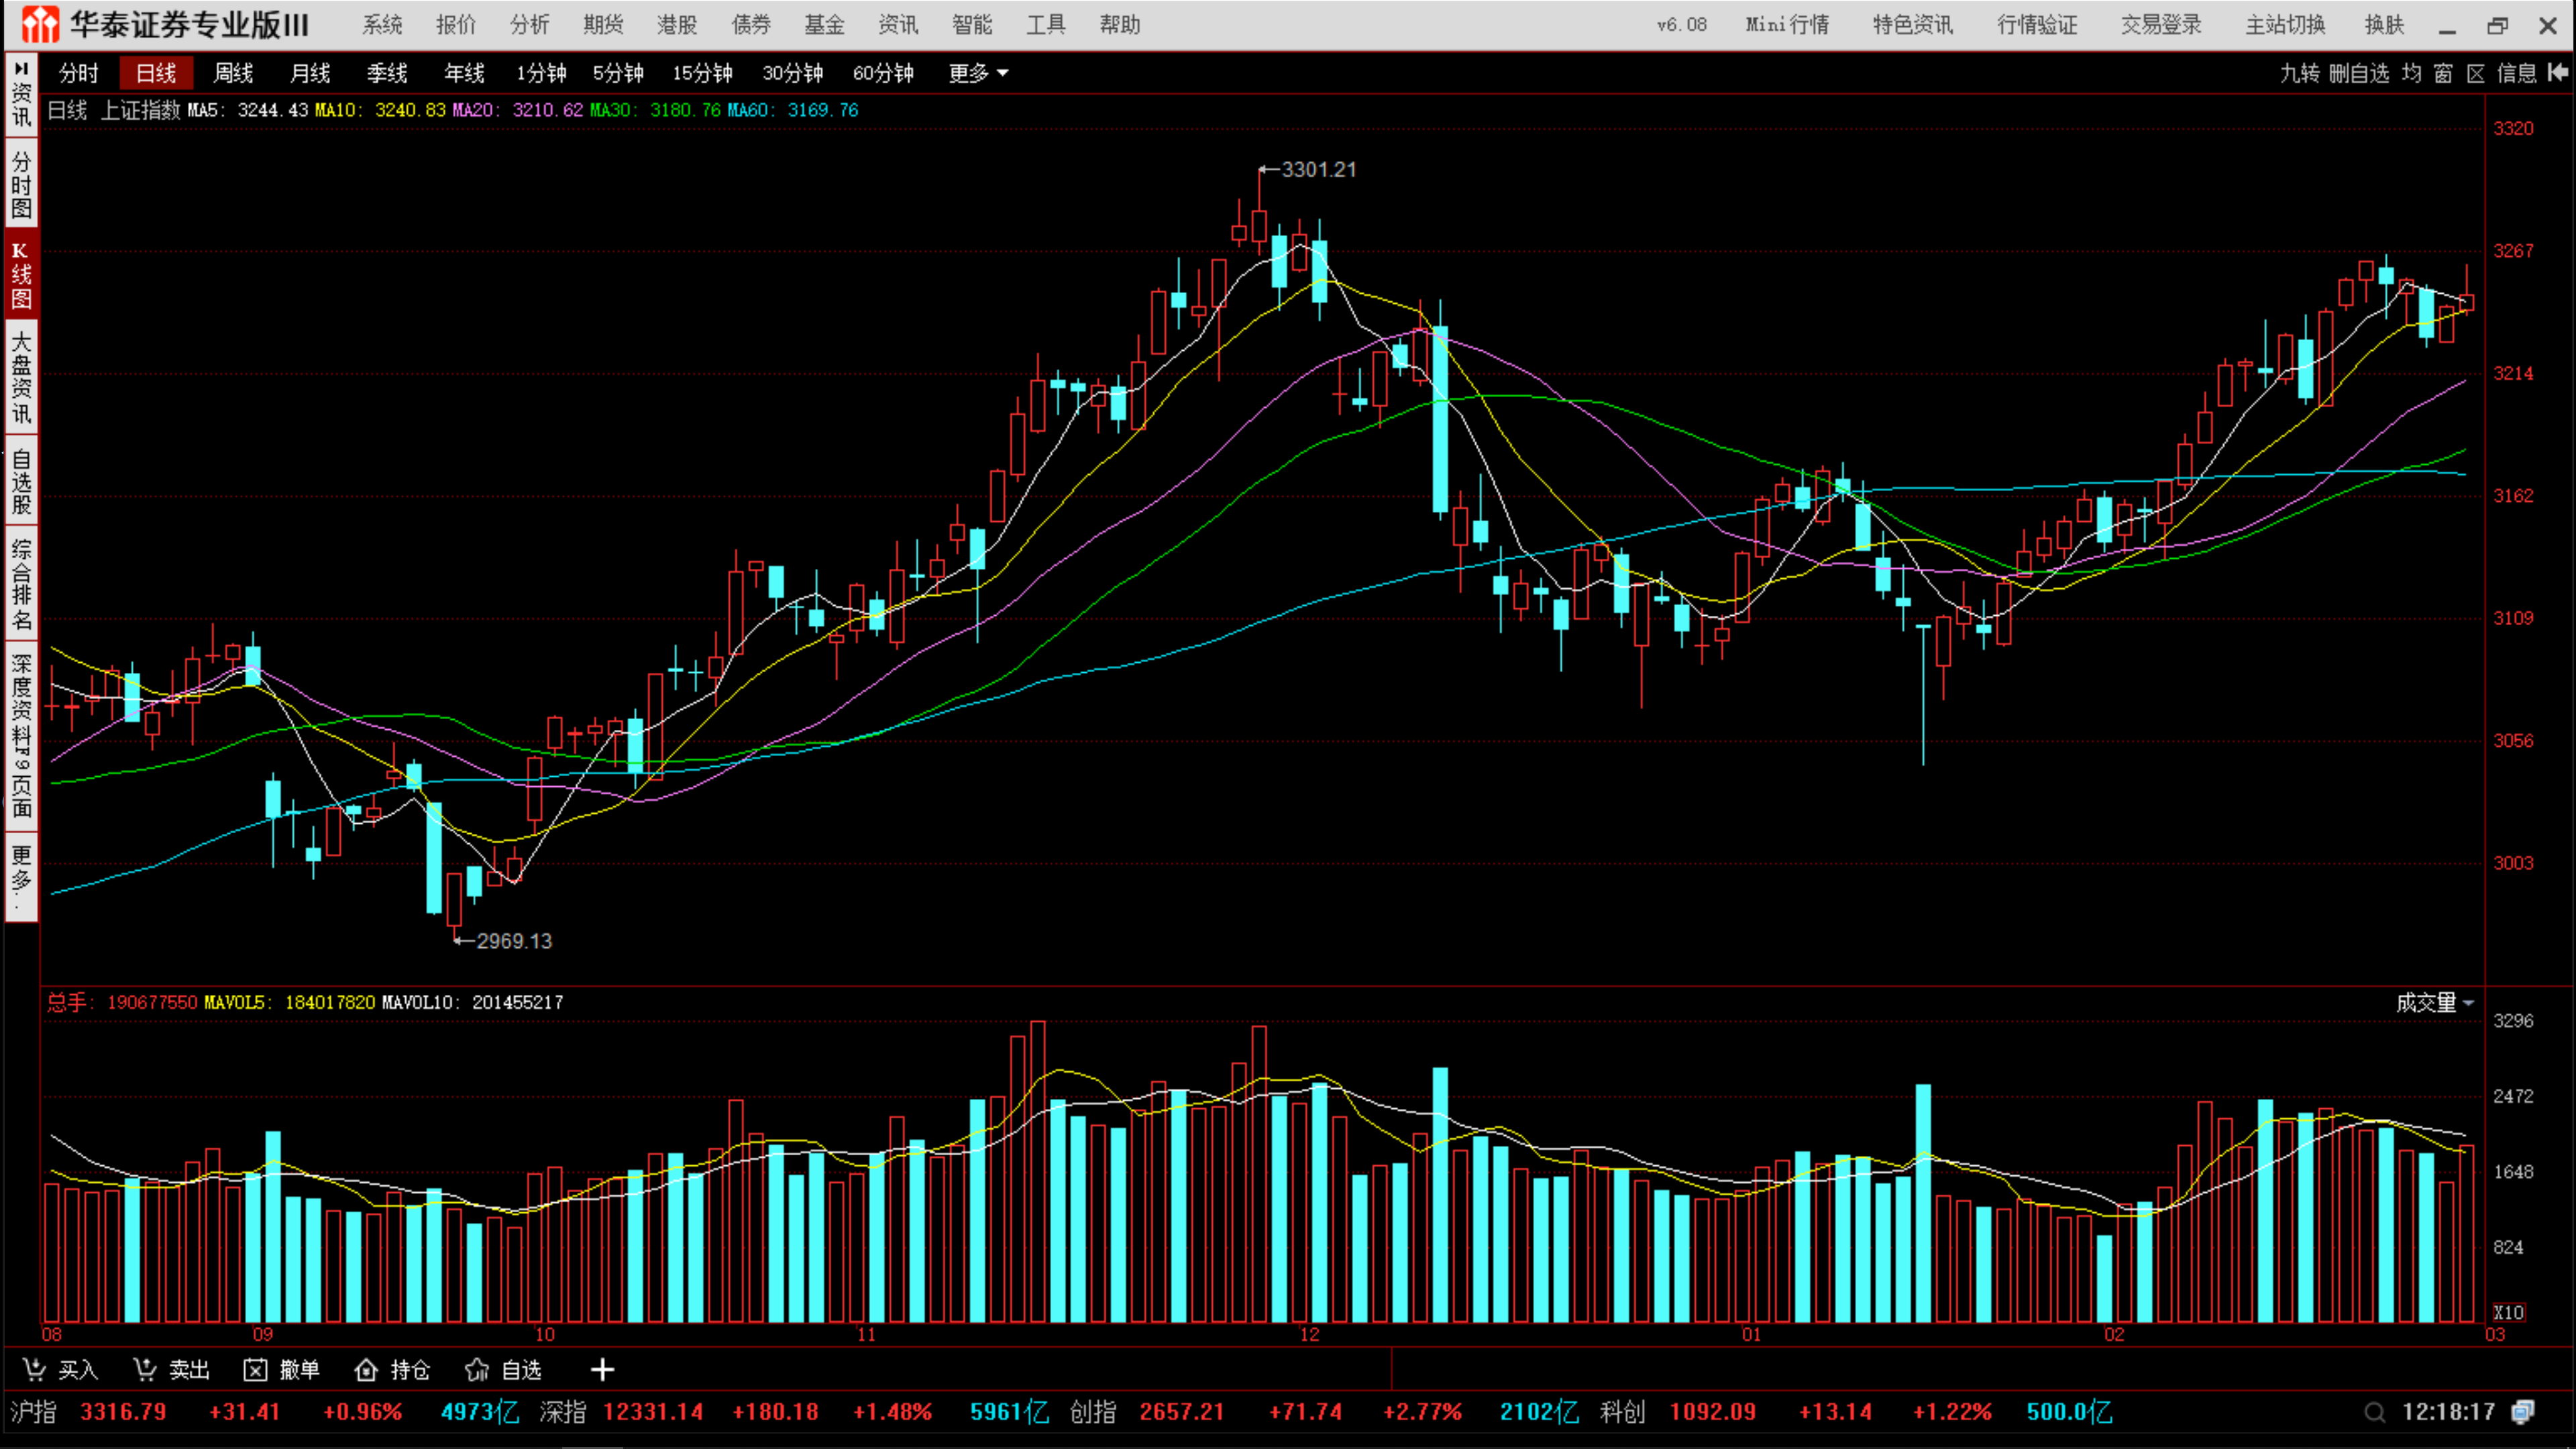 华泰证券专业版III 系统 报价 分析 期货 港股 债券 基金 资讯 智能 工具 帮助 v6.08 Mini行情 特色资讯 行情验证 交易登录 主站切换 换肤
分时 日线 周线 月线 季线 年线 1分钟 5分钟 15分钟 30分钟 60分钟 更多 九转 删自选 均 窗 区 信息
日线 上证指数 MA5: 3244.43 MA10: 3240.83 MA20: 3210.62 MA30: 3180.76 MA60: 3169.76
资讯
分时图
K线图
大盘资讯
自选股
综合排名
深度资料F9页面
更多..
3301.21
2969.13
3320
3267
3214
3162
3109
3056
3003
总手: 190677550 MAVOL5: 184017820 MAVOL10: 201455217 成交量
3296
2472
1648
824
X10
08 09 10 11 12 01 02 03
买入 卖出 撤单 持仓 自选
沪指 3316.79 +31.41 +0.96% 4973亿 深指 12331.14 +180.18 +1.48% 5961亿 创指 2657.21 +71.74 +2.77% 2102亿 科创 1092.09 +13.14 +1.22% 500.0亿 12:18:17